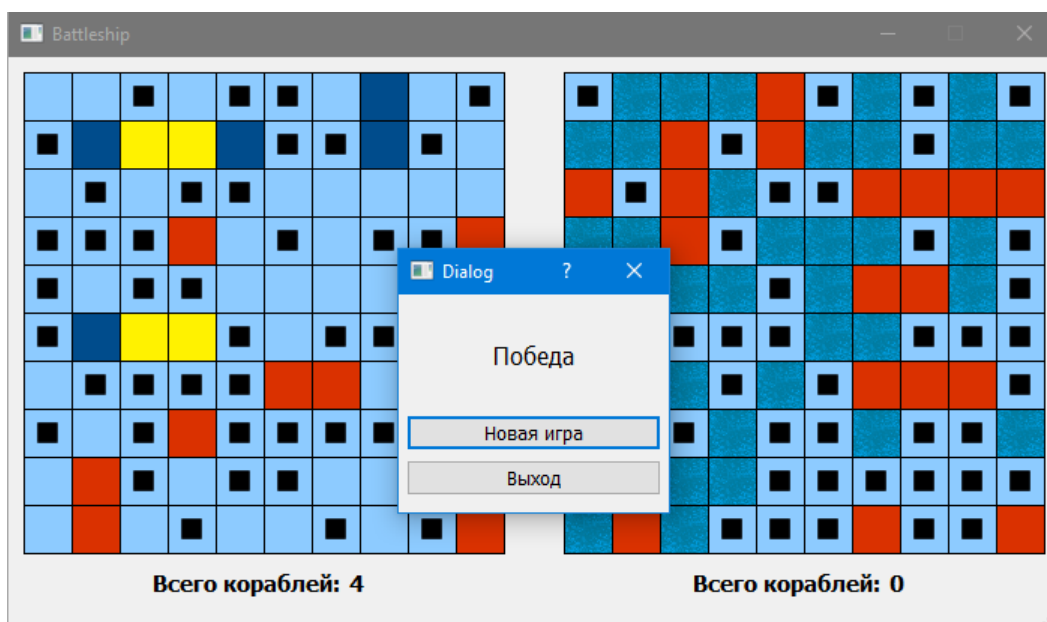 Battleship
Dialog
Победа
Новая игра
Выход
Всего кораблей: 4
Всего кораблей: 0